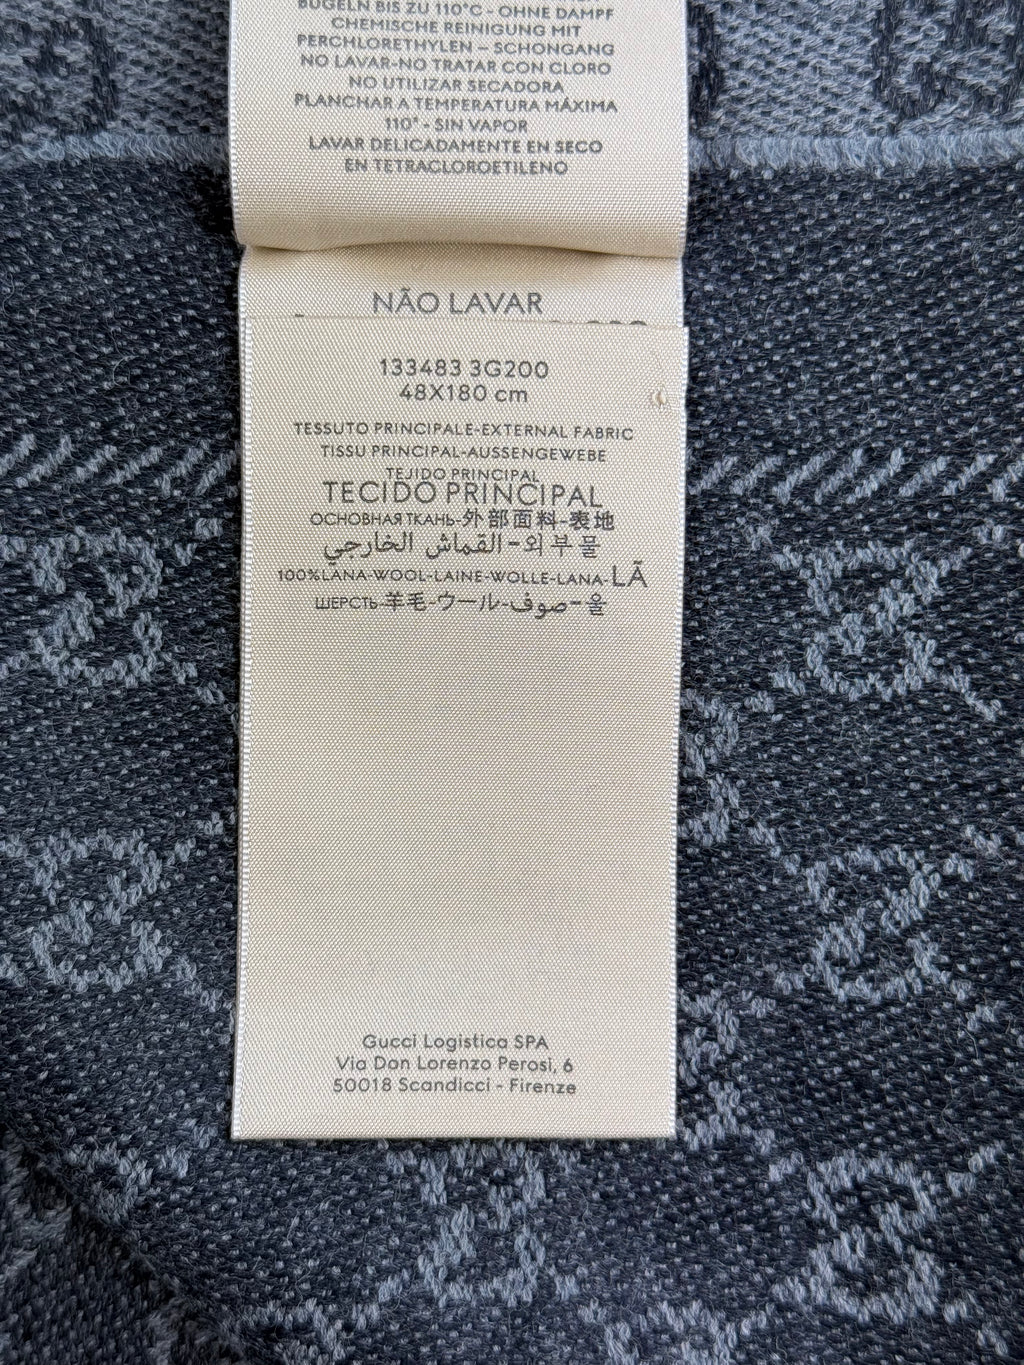 BÜGELN BIS ZU 110°C - OHNE DAMPF
CHEMISCHE REINIGUNG MIT
PERCHLORETHYLEN – SCHONGANG
NO LAVAR-NO TRATAR CON CLORO
NO UTILIZAR SECADORA
PLANCHAR A TEMPERATURA MÁXIMA
110° - SIN VAPOR
LAVAR DELICADAMENTE EN SECO
EN TETRACLOROETILENO
NÃO LAVAR
133483 3G200
48X180 cm
TESSUTO PRINCIPALE-EXTERNAL FABRIC
TISSU PRINCIPAL-AUSSENGEWEBE
TEJIDO PRINCIPAL
TECIDO PRINCIPAL
ОСНОВНАЯ ТКАНЬ-外部面料-表地
القماش الخارجي-외부물
100%LANA-WOOL-LAINE-WOLLE-LANA-LÃ
ШЕРСТЬ-羊毛-ウール-صوف-울
Gucci Logistica SPA
Via Don Lorenzo Perosi, 6
50018 Scandicci - Firenze